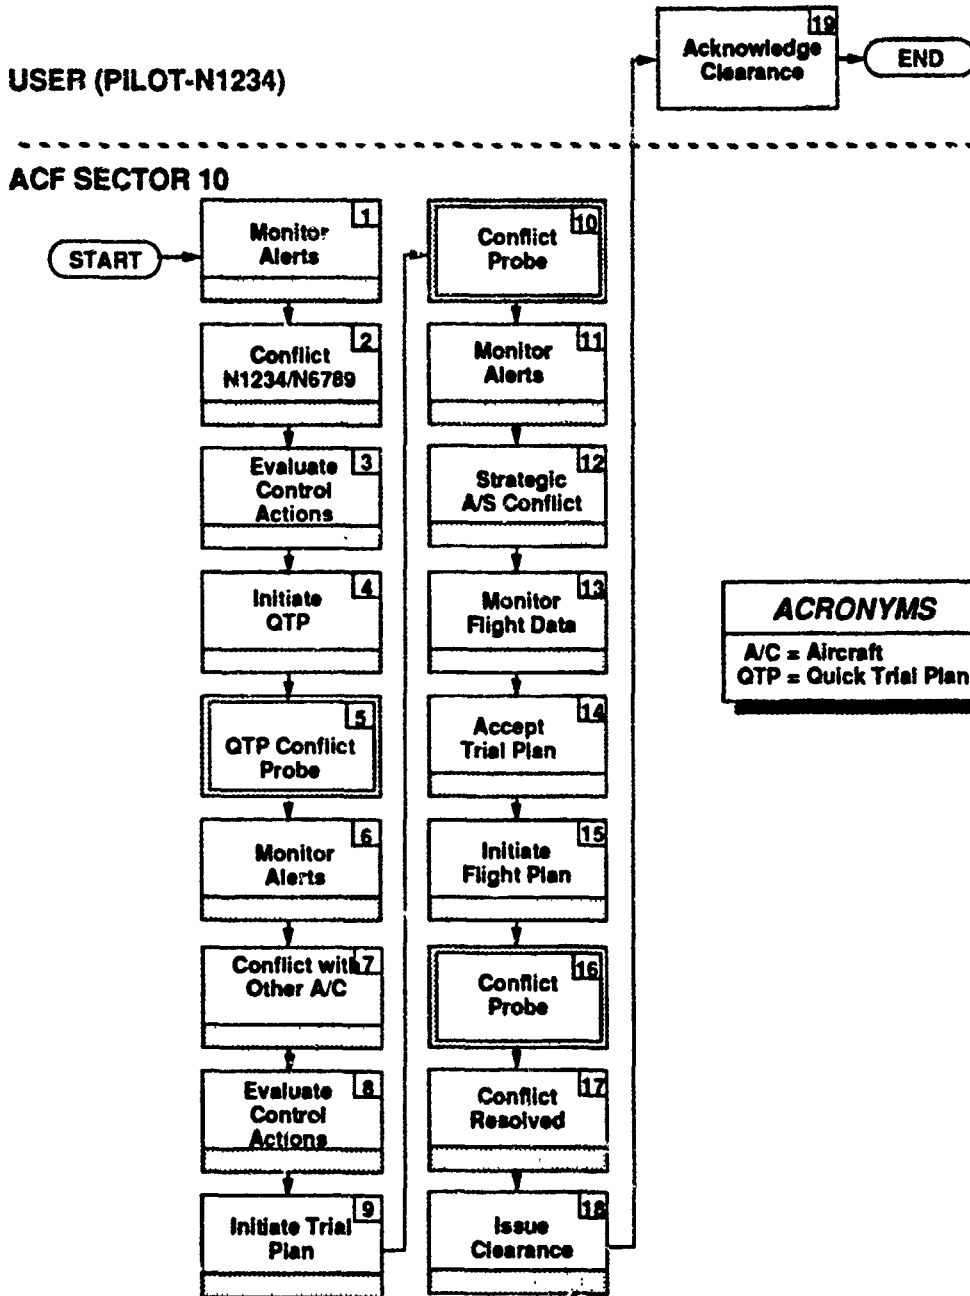 USER (PILOT-N1234)
19
Acknowledge
Clearance
END
ACF SECTOR 10
START
1
Monitor
Alerts
2
Conflict
N1234/N6789
3
Evaluate
Control
Actions
4
Initiate
QTP
5
QTP Conflict
Probe
6
Monitor
Alerts
7
Conflict with
Other A/C
8
Evaluate
Control
Actions
9
Initiate Trial
Plan
10
Conflict
Probe
11
Monitor
Alerts
12
Strategic
A/S Conflict
13
Monitor
Flight Data
14
Accept
Trial Plan
15
Initiate
Flight Plan
16
Conflict
Probe
17
Conflict
Resolved
18
Issue
Clearance
ACRONYMS
A/C = Aircraft
QTP = Quick Trial Plan